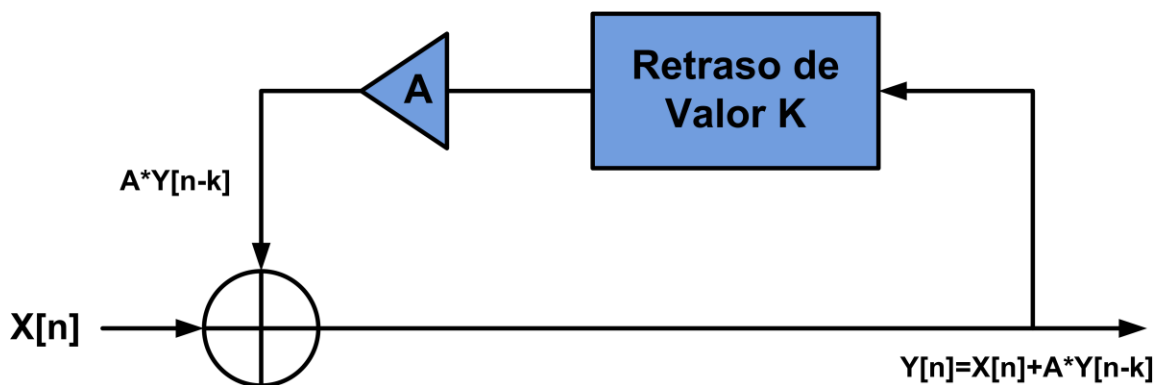 A
Retraso de
Valor K
A*Y[n-k]
X[n]
Y[n]=X[n]+A*Y[n-k]